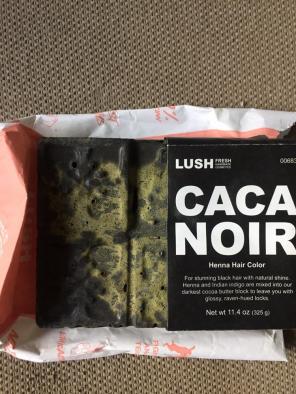 LUSH FRESH
HANDMADE
COSMETICS
CACA
NOIR
Henna Hair Color
For stunning black hair with natural shine.
Henna and Indian indigo are mixed into our
darkest cocoa butter block to leave you with
glossy, raven-hued locks.
Net wt 11.4 oz (325 g)